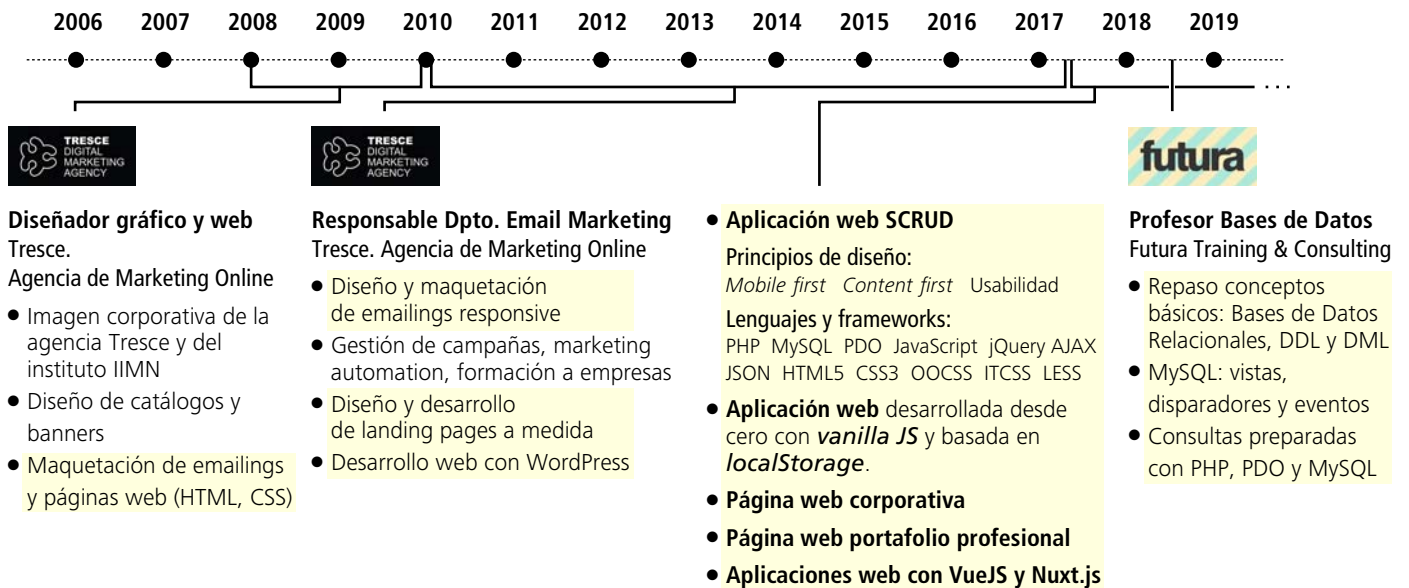 2006 2007 2008 2009 2010 2011 2012 2013 2014 2015 2016 2017 2018 2019
. . .
TRESCE
DIGITAL
MARKETING
AGENCY
Diseñador gráfico y web
Tresce.
Agencia de Marketing Online
• Imagen corporativa de la
agencia Tresce y del
instituto IIMN
• Diseño de catálogos y
banners
• Maquetación de emailings
y páginas web (HTML, CSS)
TRESCE
DIGITAL
MARKETING
AGENCY
Responsable Dpto. Email Marketing
Tresce. Agencia de Marketing Online
• Diseño y maquetación
de emailings responsive
• Gestión de campañas, marketing
automation, formación a empresas
• Diseño y desarrollo
de landing pages a medida
• Desarrollo web con WordPress
• Aplicación web SCRUD
Principios de diseño:
Mobile first Content first Usabilidad
Lenguajes y frameworks:
PHP MySQL PDO JavaScript jQuery AJAX
JSON HTML5 CSS3 OOCSS ITCSS LESS
• Aplicación web desarrollada desde
cero con vanilla JS y basada en
localStorage.
• Página web corporativa
• Página web portafolio profesional
• Aplicaciones web con VueJS y Nuxt.js
futura
Profesor Bases de Datos
Futura Training & Consulting
• Repaso conceptos
básicos: Bases de Datos
Relacionales, DDL y DML
• MySQL: vistas,
disparadores y eventos
• Consultas preparadas
con PHP, PDO y MySQL